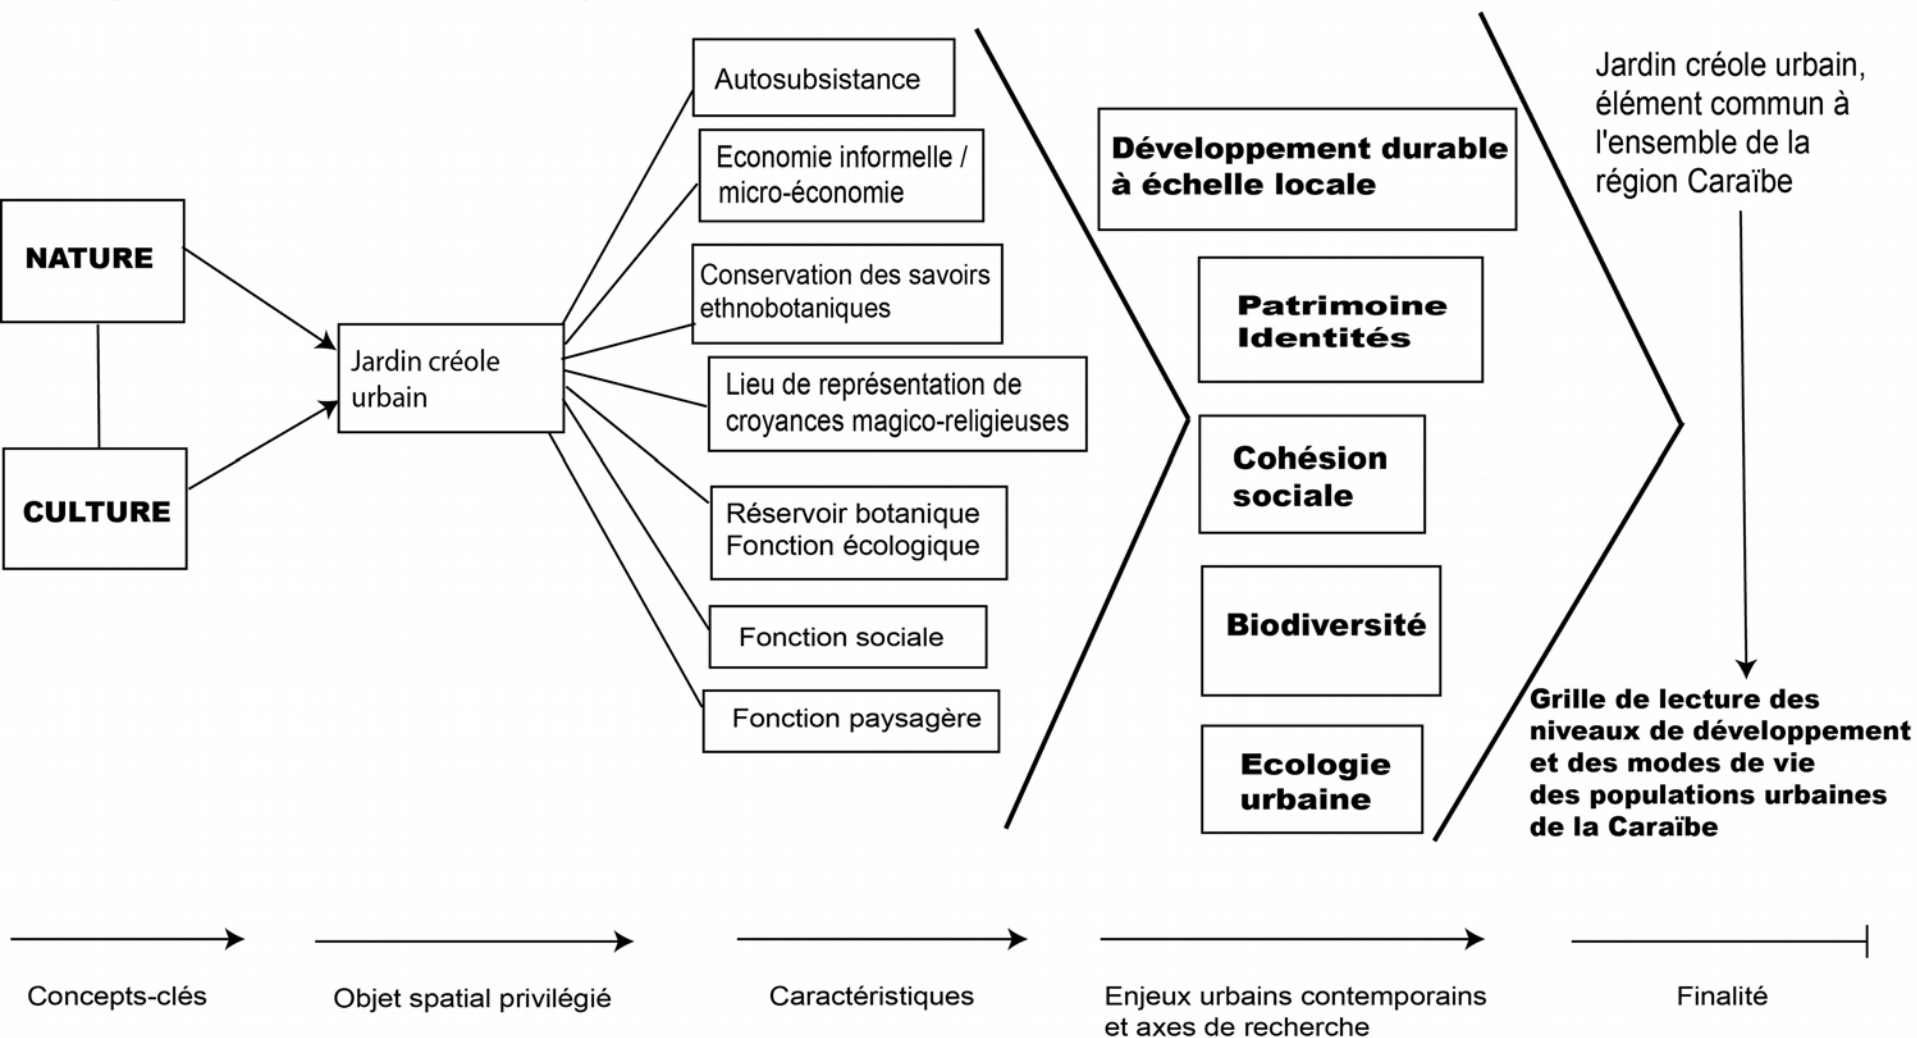 NATURE
CULTURE
Jardin créole
urbain
Autosubsistance
Economie informelle /
micro-économie
Conservation des savoirs
ethnobotaniques
Lieu de représentation de
croyances magico-religieuses
Réservoir botanique
Fonction écologique
Fonction sociale
Fonction paysagère
Développement durable
à échelle locale
Patrimoine
Identités
Cohésion
sociale
Biodiversité
Ecologie
urbaine
Jardin créole urbain,
élément commun à
l'ensemble de la
région Caraïbe
Grille de lecture des
niveaux de développement
et des modes de vie
des populations urbaines
de la Caraïbe
Concepts-clés
Objet spatial privilégié
Caractéristiques
Enjeux urbains contemporains
et axes de recherche
Finalité